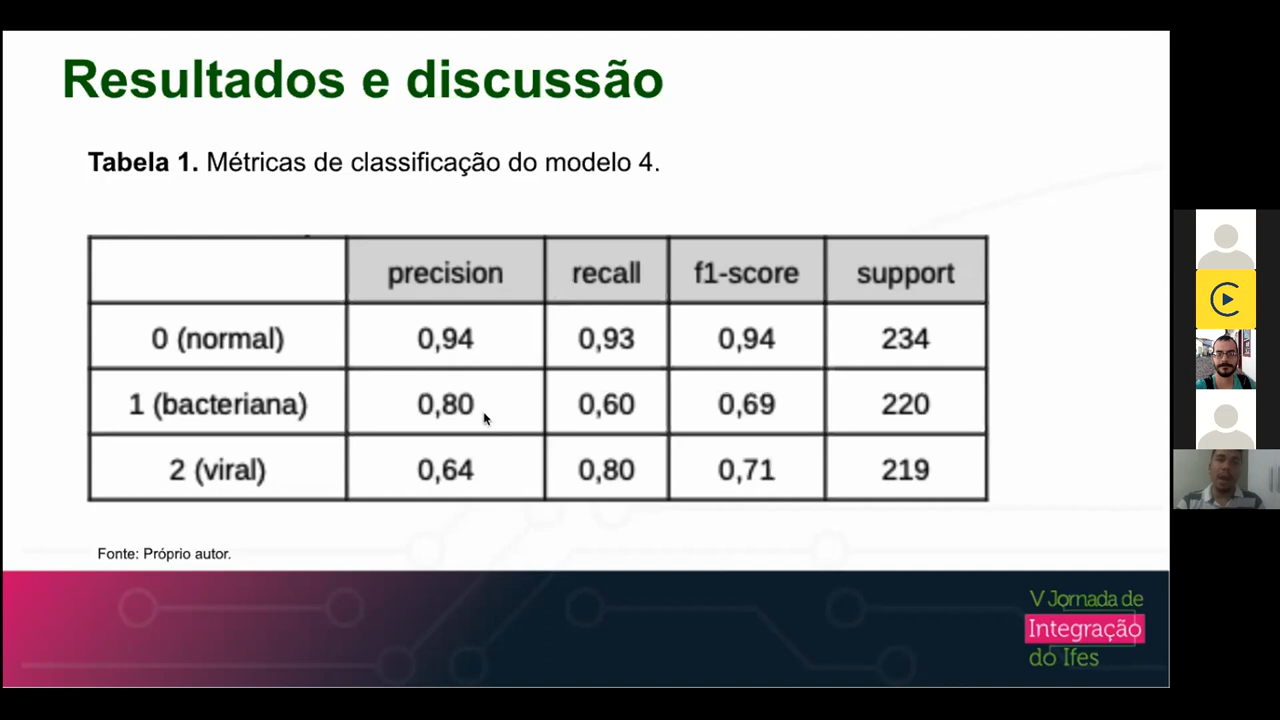 Resultados e discussão
Tabela 1. Métricas de classificação do modelo 4.
precision recall f1-score support
0 (normal) 0,94 0,93 0,94 234
1 (bacteriana) 0,80 0,60 0,69 220
2 (viral) 0,64 0,80 0,71 219
Fonte: Próprio autor.
V Jornada de
Integração
do Ifes